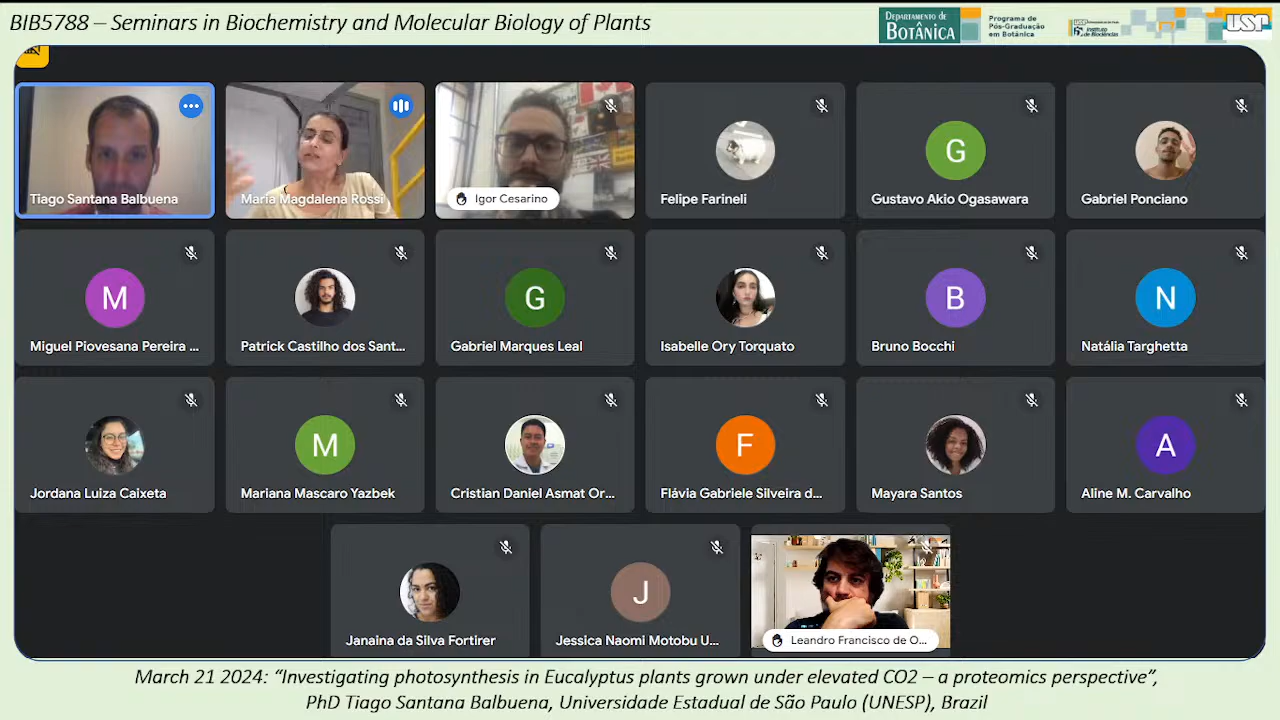 BIB5788 – Seminars in Biochemistry and Molecular Biology of Plants
DEPARTAMENTO DE
BOTÂNICA
Programa de
Pós-Graduação
em Botânica
Instituto
de Biociências
USP
Tiago Santana Balbuena
Maria Magdalena Rossi
Igor Cesarino
Felipe Farineli
G
Gustavo Akio Ogasawara
Gabriel Ponciano
M
Miguel Piovesana Pereira ...
Patrick Castilho dos Sant...
G
Gabriel Marques Leal
Isabelle Ory Torquato
B
Bruno Bocchi
N
Natália Targhetta
Jordana Luiza Caixeta
M
Mariana Mascaro Yazbek
Cristian Daniel Asmat Or...
F
Flávia Gabriele Silveira d...
Mayara Santos
A
Aline M. Carvalho
Janaina da Silva Fortirer
J
Jessica Naomi Motobu U...
Leandro Francisco de O...
March 21 2024: “Investigating photosynthesis in Eucalyptus plants grown under elevated CO2 – a proteomics perspective”,
PhD Tiago Santana Balbuena, Universidade Estadual de São Paulo (UNESP), Brazil